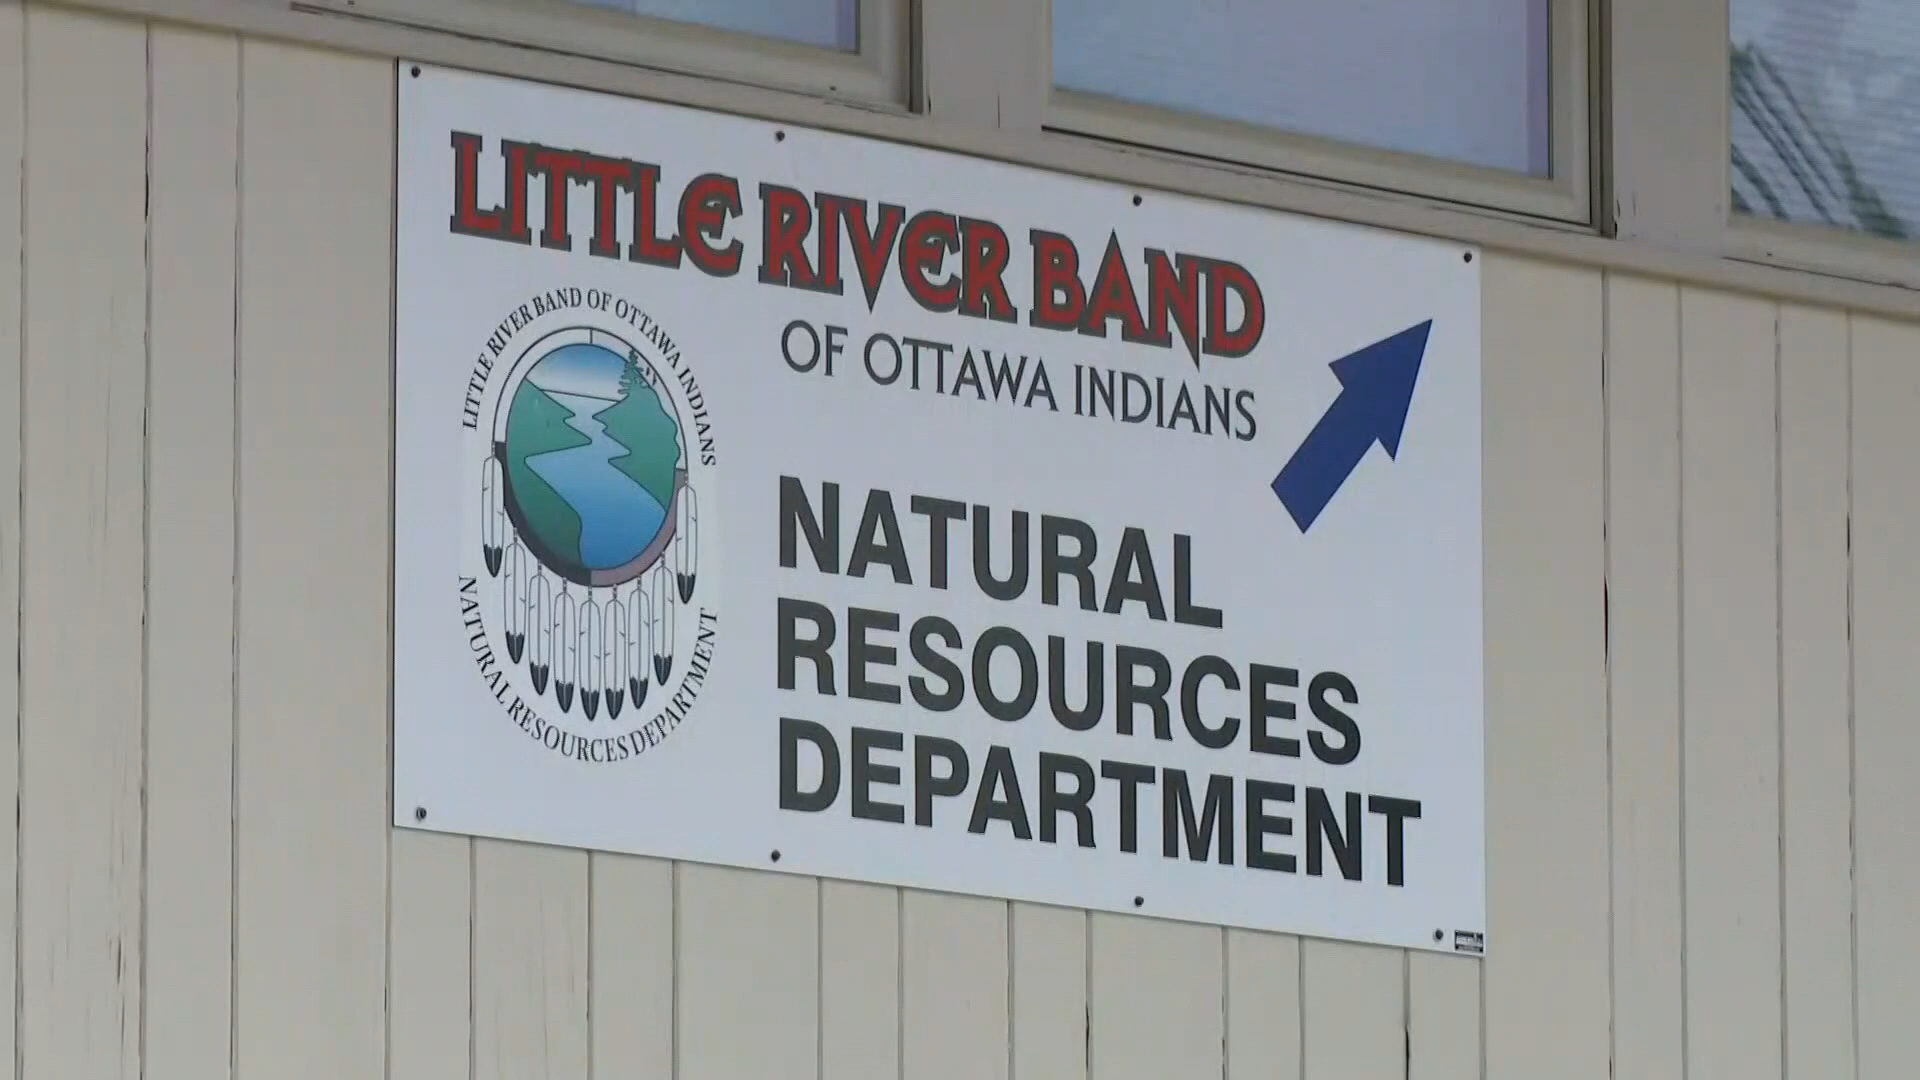 LITTLE RIVER BAND
OF OTTAWA INDIANS
LITTLE RIVER BAND OF OTTAWA INDIANS
NATURAL RESOURCES DEPARTMENT
NATURAL
RESOURCES
DEPARTMENT